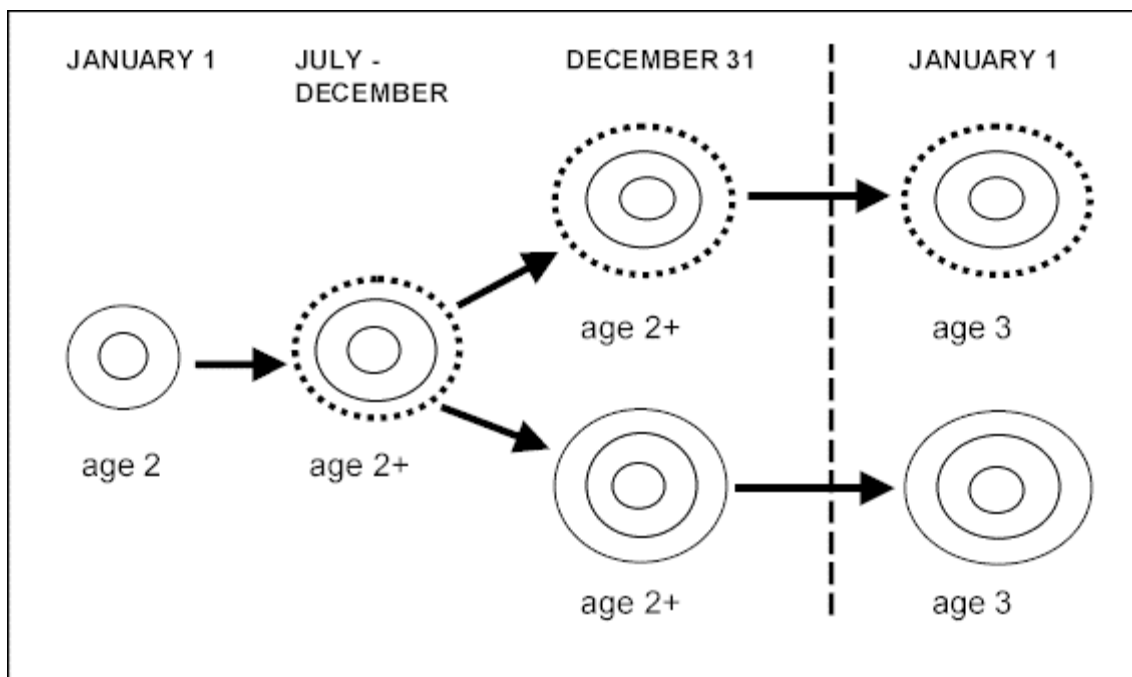 JANUARY 1
JULY -
DECEMBER
DECEMBER 31
JANUARY 1
age 2+
age 3
age 2
age 2+
age 2+
age 3